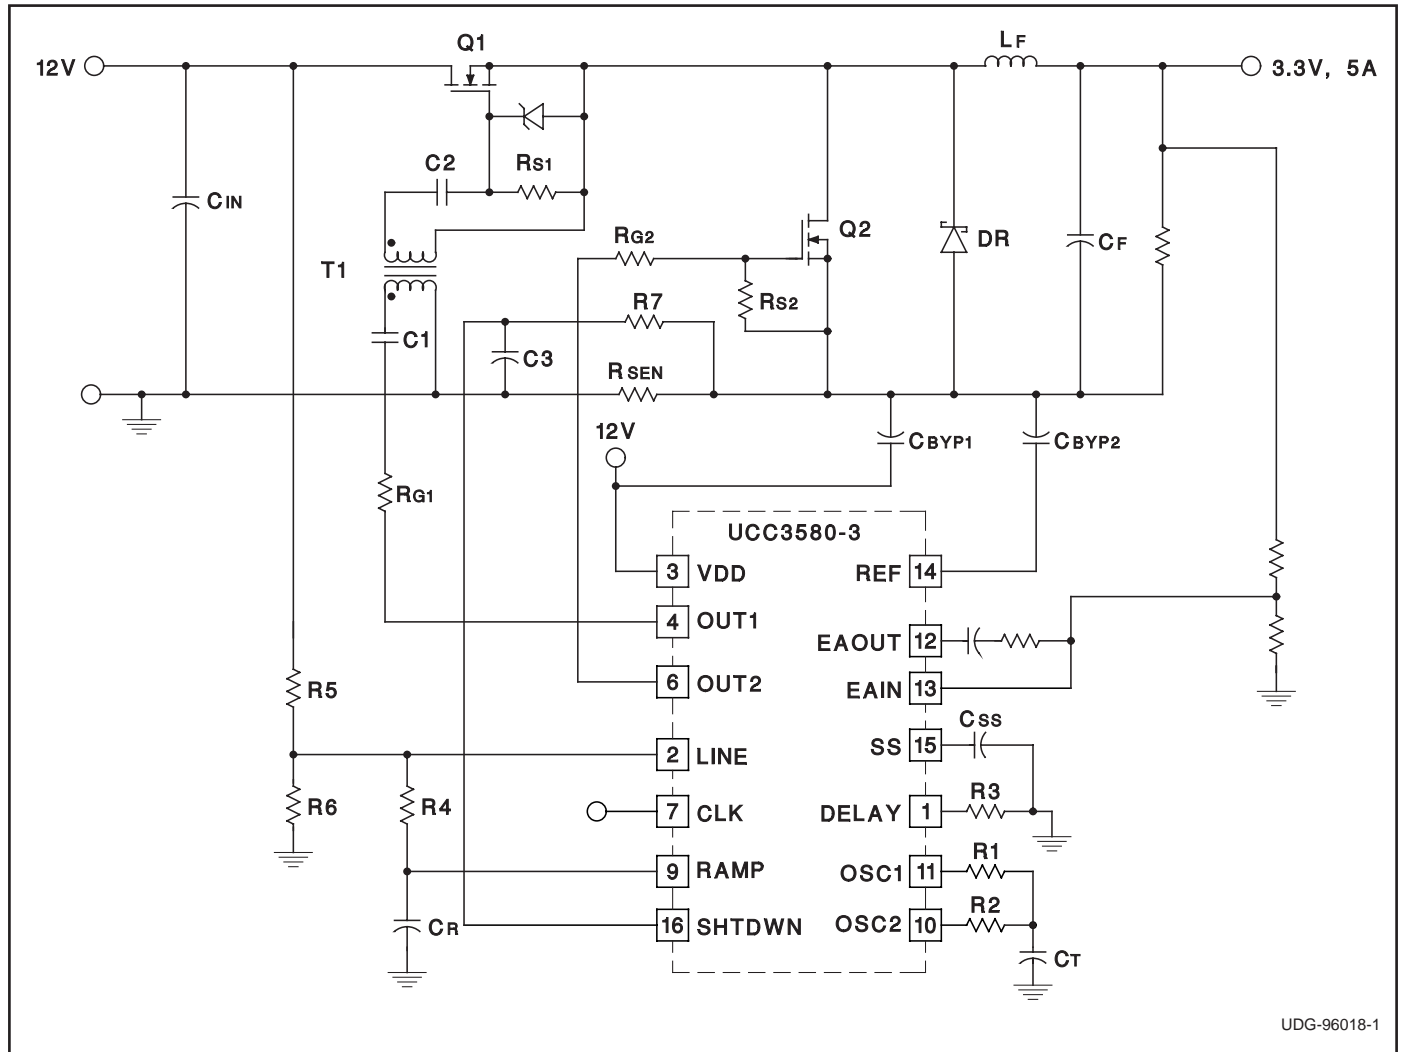 Q1
LF
12V
3.3V, 5A
C2
RS1
CIN
RG2
Q2
DR
CF
T1
R7
RS2
C1
C3
RSEN
12V
CBYP1
CBYP2
RG1
UCC3580-3
3 VDD
REF 14
4 OUT1
EAOUT 12
6 OUT2
EAIN 13
R5
CSS
2 LINE
SS 15
R6
R4
R3
7 CLK
DELAY 1
R1
9 RAMP
OSC1 11
R2
CR
16 SHTDWN
OSC2 10
CT
UDG-96018-1